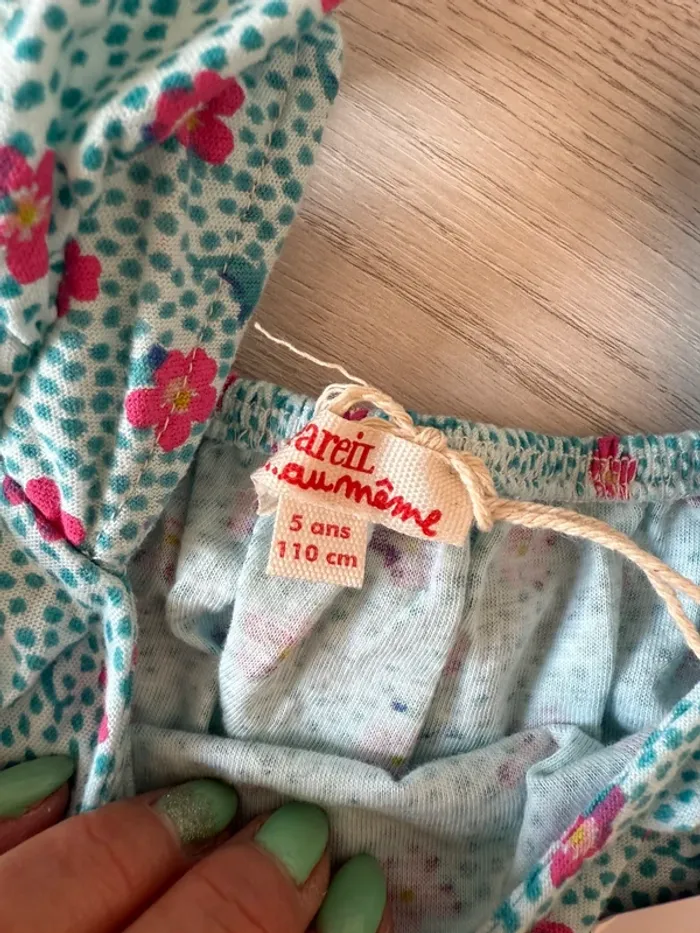 areil
...au même
5 ans
110 cm